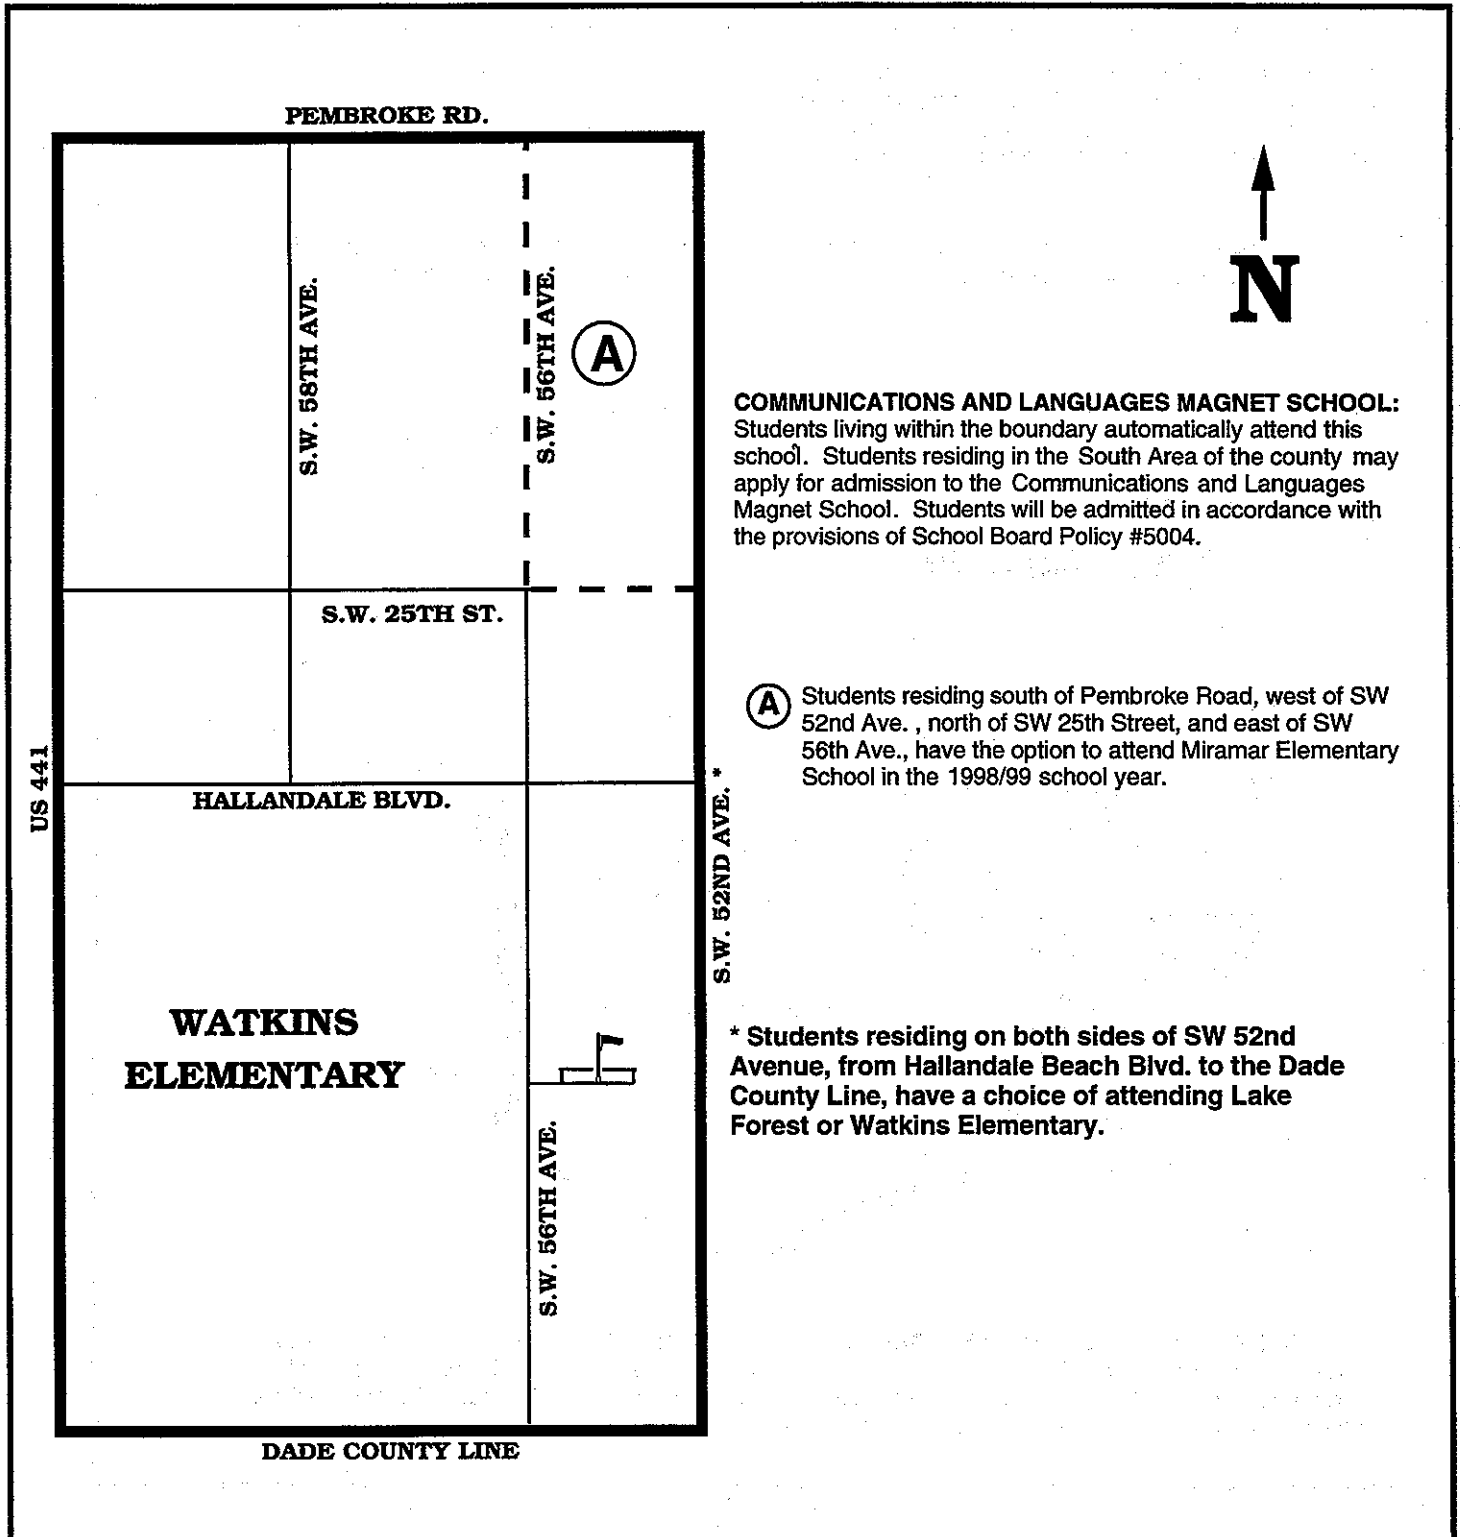 PEMBROKE RD.
S.W. 58TH AVE.
S.W. 56TH AVE.
A
N
COMMUNICATIONS AND LANGUAGES MAGNET SCHOOL:
Students living within the boundary automatically attend this
school. Students residing in the South Area of the county may
apply for admission to the Communications and Languages
Magnet School. Students will be admitted in accordance with
the provisions of School Board Policy #5004.
S.W. 25TH ST.
A Students residing south of Pembroke Road, west of SW
52nd Ave. , north of SW 25th Street, and east of SW
56th Ave., have the option to attend Miramar Elementary
School in the 1998/99 school year.
US 441
HALLANDALE BLVD.
S.W. 52ND AVE. *
WATKINS
ELEMENTARY
* Students residing on both sides of SW 52nd
Avenue, from Hallandale Beach Blvd. to the Dade
County Line, have a choice of attending Lake
Forest or Watkins Elementary.
S.W. 56TH AVE.
DADE COUNTY LINE